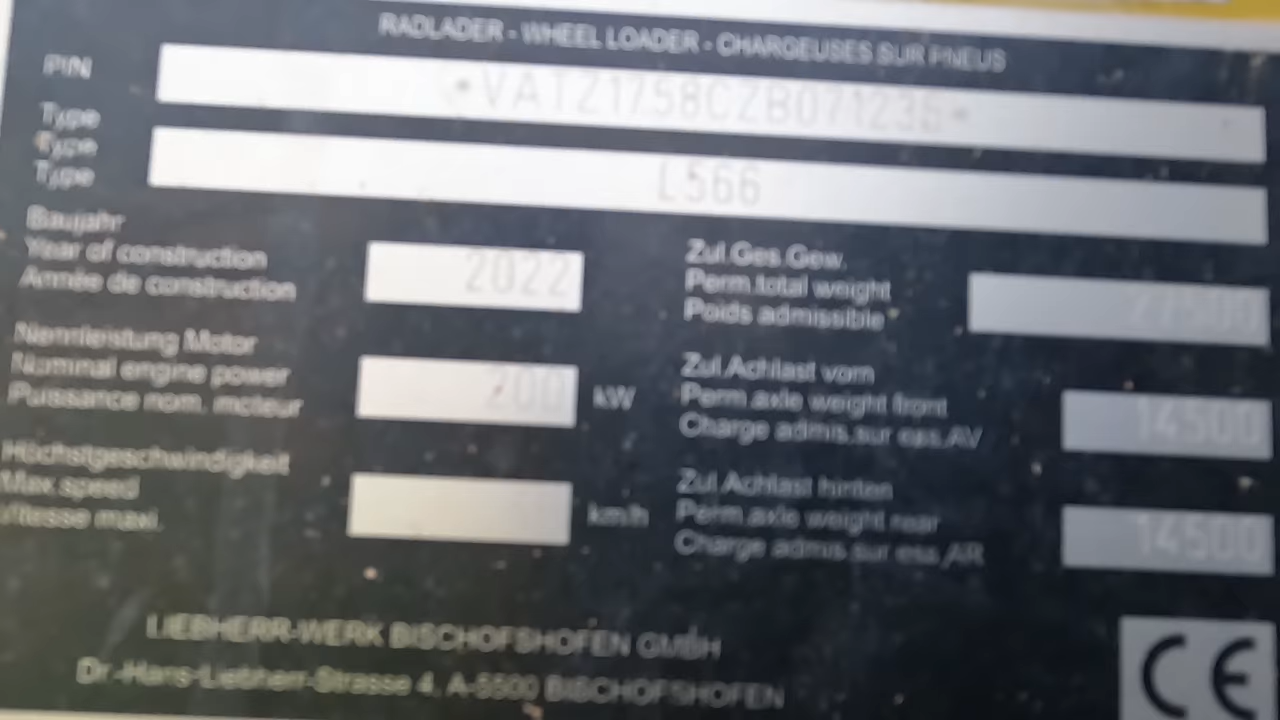 RADLADER - WHEEL LOADER - CHARGEUSES SUR PNEUS
PIN
*VATZ1758CZB071235*
Type
Type
Type
L566
Baujahr
Year of construction
Année de construction
2022
Nennleistung Motor
Nominal engine power
Puissance nom. moteur
200
kW
Höchstgeschwindigkeit
Max.speed
Vitesse maxi.
km/h
Zul.Ges.Gew.
Perm.total weight
Poids admissible
Zul.Achlast vorn
Perm.axle weight front
Charge admis.sur ess.AV
14500
Zul.Achlast hinten
Perm.axle weight rear
Charge admis.sur ess.AR
14500
LIEBHERR-WERK BISCHOFSHOFEN GMBH
Dr.-Hans-Liebherr-Strasse 4, A-5500 BISCHOFSHOFEN
CE